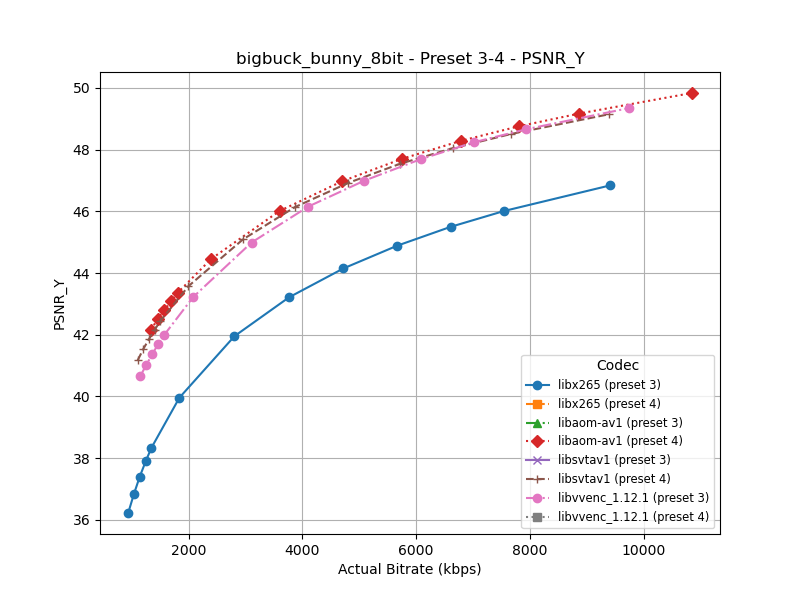 bigbuck_bunny_8bit - Preset 3-4 - PSNR_Y
50
48
46
44
42
40
38
36
PSNR_Y
2000 4000 6000 8000 10000
Actual Bitrate (kbps)
Codec
libx265 (preset 3)
libx265 (preset 4)
libaom-av1 (preset 3)
libaom-av1 (preset 4)
libsvtav1 (preset 3)
libsvtav1 (preset 4)
libvvenc_1.12.1 (preset 3)
libvvenc_1.12.1 (preset 4)